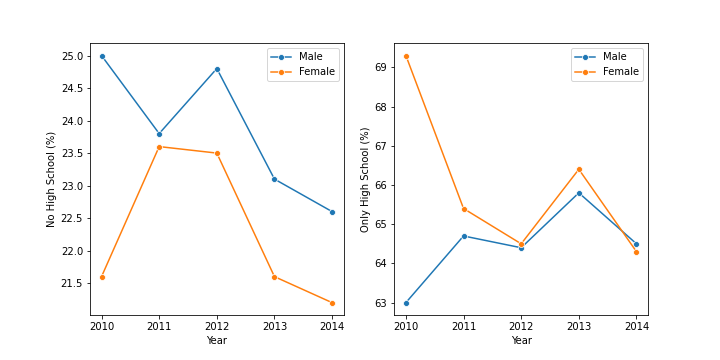 No High School (%)
25.0
24.5
24.0
23.5
23.0
22.5
22.0
21.5
2010 2011 2012 2013 2014
Year
Male
Female
Only High School (%)
69
68
67
66
65
64
63
2010 2011 2012 2013 2014
Year
Male
Female